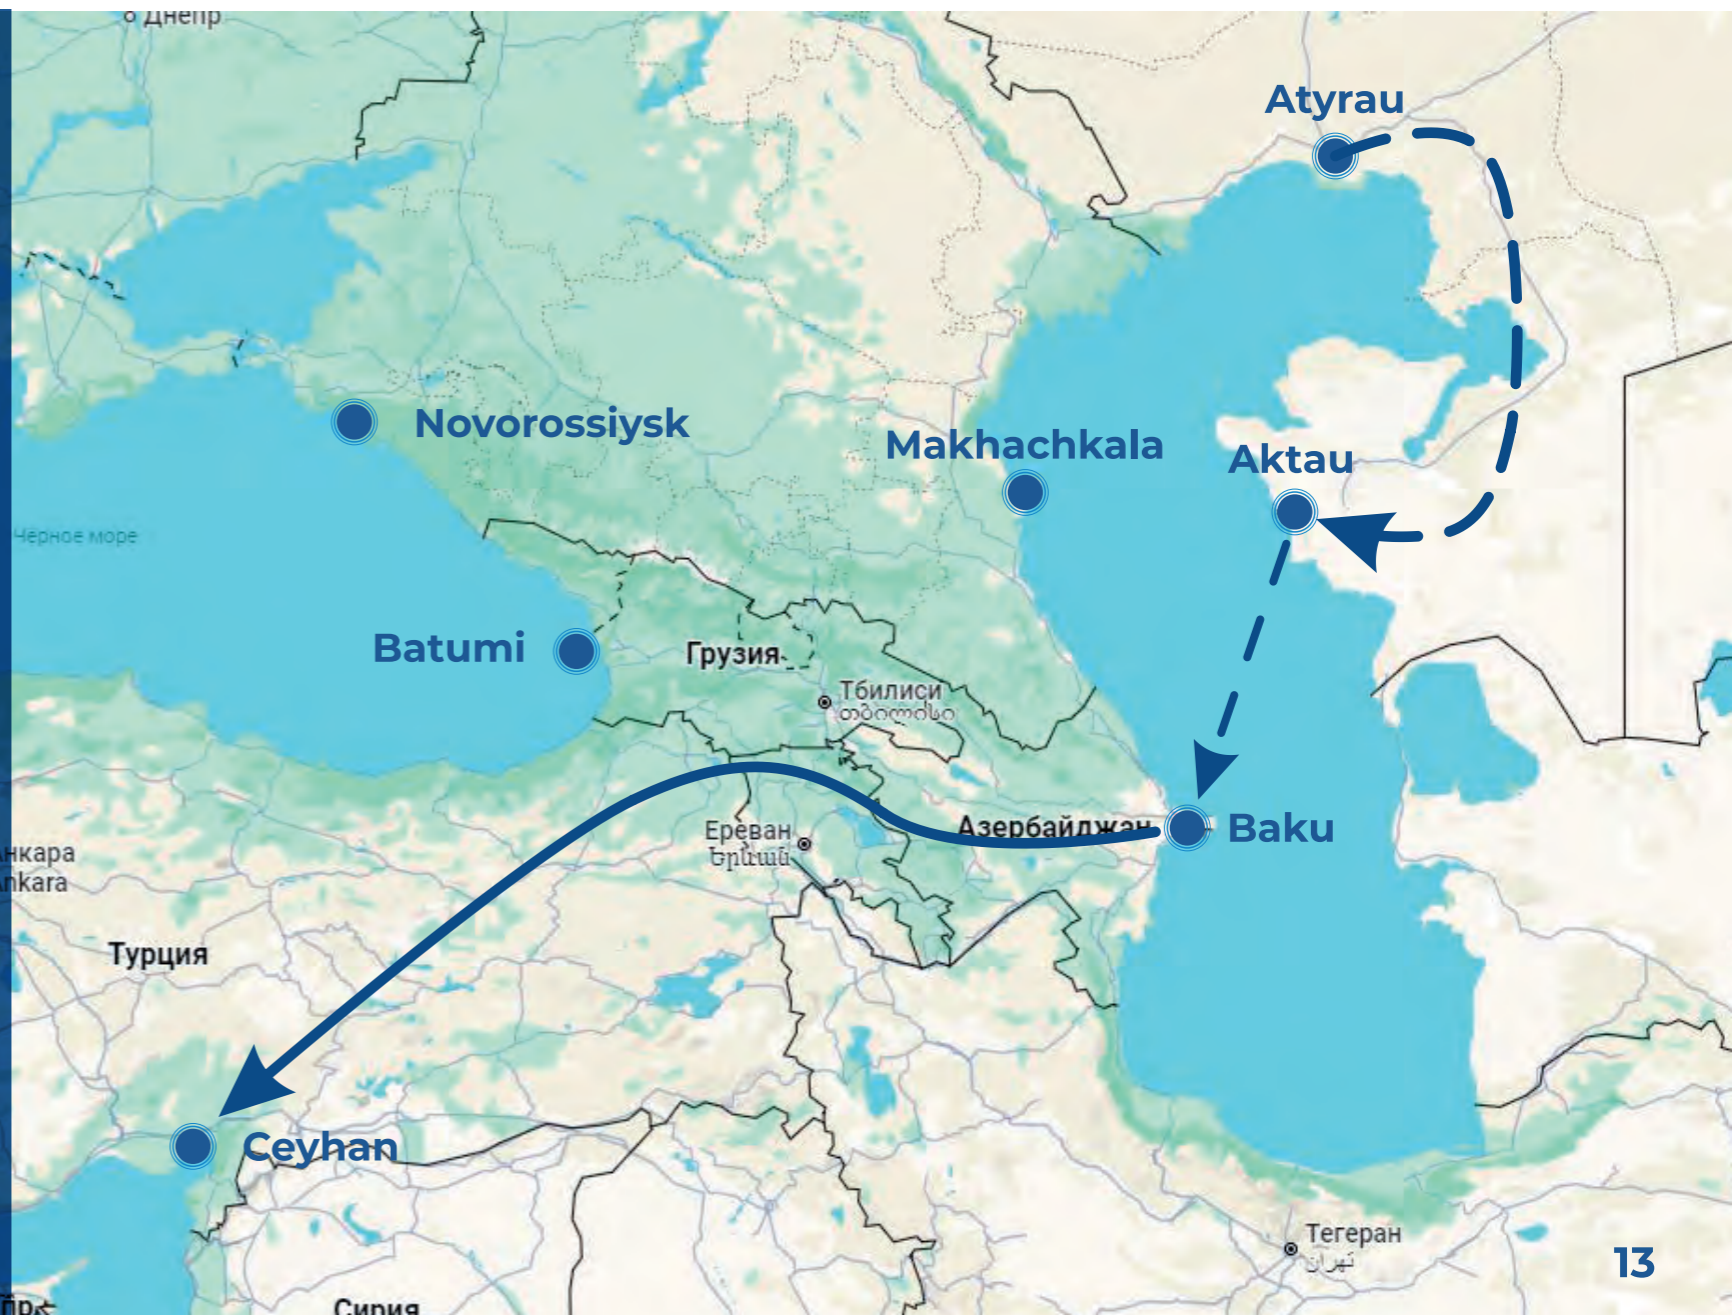 Днепр
Atyrau
Novorossiysk
Makhachkala
Aktau
Черное море
Batumi
Грузия
Тбилиси
თბილისი
Азербайджан
Baku
Ереван
Երևան
Ankara
Турция
Ceyhan
Тегеран
تهران
Сирия
13